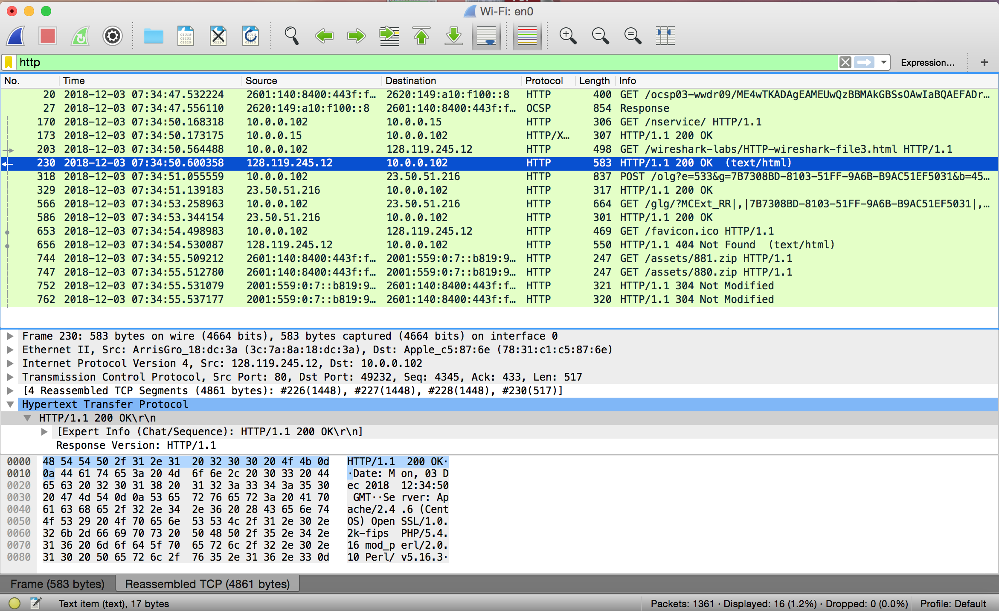 Wi-Fi: en0
http
Expression…
+
No. Time Source Destination Protocol Length Info
20 2018-12-03 07:34:47.532224 2601:140:8400:443f:f… 2620:149:a10:f100::8 HTTP 400 GET /ocsp03-wwdr09/ME4wTKADAgEAMEUwQzBBMAkGBSsOAwIaBQAEFADr…
27 2018-12-03 07:34:47.556110 2620:149:a10:f100::8 2601:140:8400:443f:f… OCSP 854 Response
170 2018-12-03 07:34:50.168318 10.0.0.102 10.0.0.15 HTTP 306 GET /nservice/ HTTP/1.1
173 2018-12-03 07:34:50.173175 10.0.0.15 10.0.0.102 HTTP/X… 307 HTTP/1.1 200 OK
203 2018-12-03 07:34:50.564488 10.0.0.102 128.119.245.12 HTTP 498 GET /wireshark-labs/HTTP-wireshark-file3.html HTTP/1.1
230 2018-12-03 07:34:50.600358 128.119.245.12 10.0.0.102 HTTP 583 HTTP/1.1 200 OK (text/html)
318 2018-12-03 07:34:51.055559 10.0.0.102 23.50.51.216 HTTP 837 POST /olg?e=533&g=7B7308BD-8103-51FF-9A6B-B9AC51EF5031&b=45…
329 2018-12-03 07:34:51.139183 23.50.51.216 10.0.0.102 HTTP 317 HTTP/1.1 200 OK
566 2018-12-03 07:34:53.258963 10.0.0.102 23.50.51.216 HTTP 664 GET /glg/?MCExt_RR|,|7B7308BD-8103-51FF-9A6B-B9AC51EF5031|,…
586 2018-12-03 07:34:53.344154 23.50.51.216 10.0.0.102 HTTP 301 HTTP/1.1 200 OK
653 2018-12-03 07:34:54.498983 10.0.0.102 128.119.245.12 HTTP 469 GET /favicon.ico HTTP/1.1
656 2018-12-03 07:34:54.530087 128.119.245.12 10.0.0.102 HTTP 550 HTTP/1.1 404 Not Found (text/html)
744 2018-12-03 07:34:55.509212 2601:140:8400:443f:f… 2001:559:0:7::b819:9… HTTP 247 GET /assets/881.zip HTTP/1.1
747 2018-12-03 07:34:55.512780 2601:140:8400:443f:f… 2001:559:0:7::b819:9… HTTP 247 GET /assets/880.zip HTTP/1.1
752 2018-12-03 07:34:55.531079 2001:559:0:7::b819:9… 2601:140:8400:443f:f… HTTP 321 HTTP/1.1 304 Not Modified
762 2018-12-03 07:34:55.537177 2001:559:0:7::b819:9… 2601:140:8400:443f:f… HTTP 320 HTTP/1.1 304 Not Modified
Frame 230: 583 bytes on wire (4664 bits), 583 bytes captured (4664 bits) on interface 0
Ethernet II, Src: ArrisGro_18:dc:3a (3c:7a:8a:18:dc:3a), Dst: Apple_c5:87:6e (78:31:c1:c5:87:6e)
Internet Protocol Version 4, Src: 128.119.245.12, Dst: 10.0.0.102
Transmission Control Protocol, Src Port: 80, Dst Port: 49232, Seq: 4345, Ack: 433, Len: 517
[4 Reassembled TCP Segments (4861 bytes): #226(1448), #227(1448), #228(1448), #230(517)]
Hypertext Transfer Protocol
HTTP/1.1 200 OK\r\n
[Expert Info (Chat/Sequence): HTTP/1.1 200 OK\r\n]
Response Version: HTTP/1.1
0000 48 54 54 50 2f 31 2e 31 20 32 30 30 20 4f 4b 0d HTTP/1.1 200 OK·
0010 0a 44 61 74 65 3a 20 4d 6f 6e 2c 20 30 33 20 44 ·Date: M on, 03 D
0020 65 63 20 32 30 31 38 20 31 32 3a 33 34 3a 35 30 ec 2018 12:34:50
0030 20 47 4d 54 0d 0a 53 65 72 76 65 72 3a 20 41 70 GMT··Se rver: Ap
0040 61 63 68 65 2f 32 2e 34 2e 36 20 28 43 65 6e 74 ache/2.4 .6 (Cent
0050 4f 53 29 20 4f 70 65 6e 53 53 4c 2f 31 2e 30 2e OS) Open SSL/1.0.
0060 32 6b 2d 66 69 70 73 20 50 48 50 2f 35 2e 34 2e 2k-fips PHP/5.4.
0070 31 36 20 6d 6f 64 5f 70 65 72 6c 2f 32 2e 30 2e 16 mod_p erl/2.0.
0080 31 30 20 50 65 72 6c 2f 76 35 2e 31 36 2e 33 0d 10 Perl/ v5.16.3·
Frame (583 bytes) Reassembled TCP (4861 bytes)
Text item (text), 17 bytes Packets: 1361 · Displayed: 16 (1.2%) · Dropped: 0 (0.0%) Profile: Default